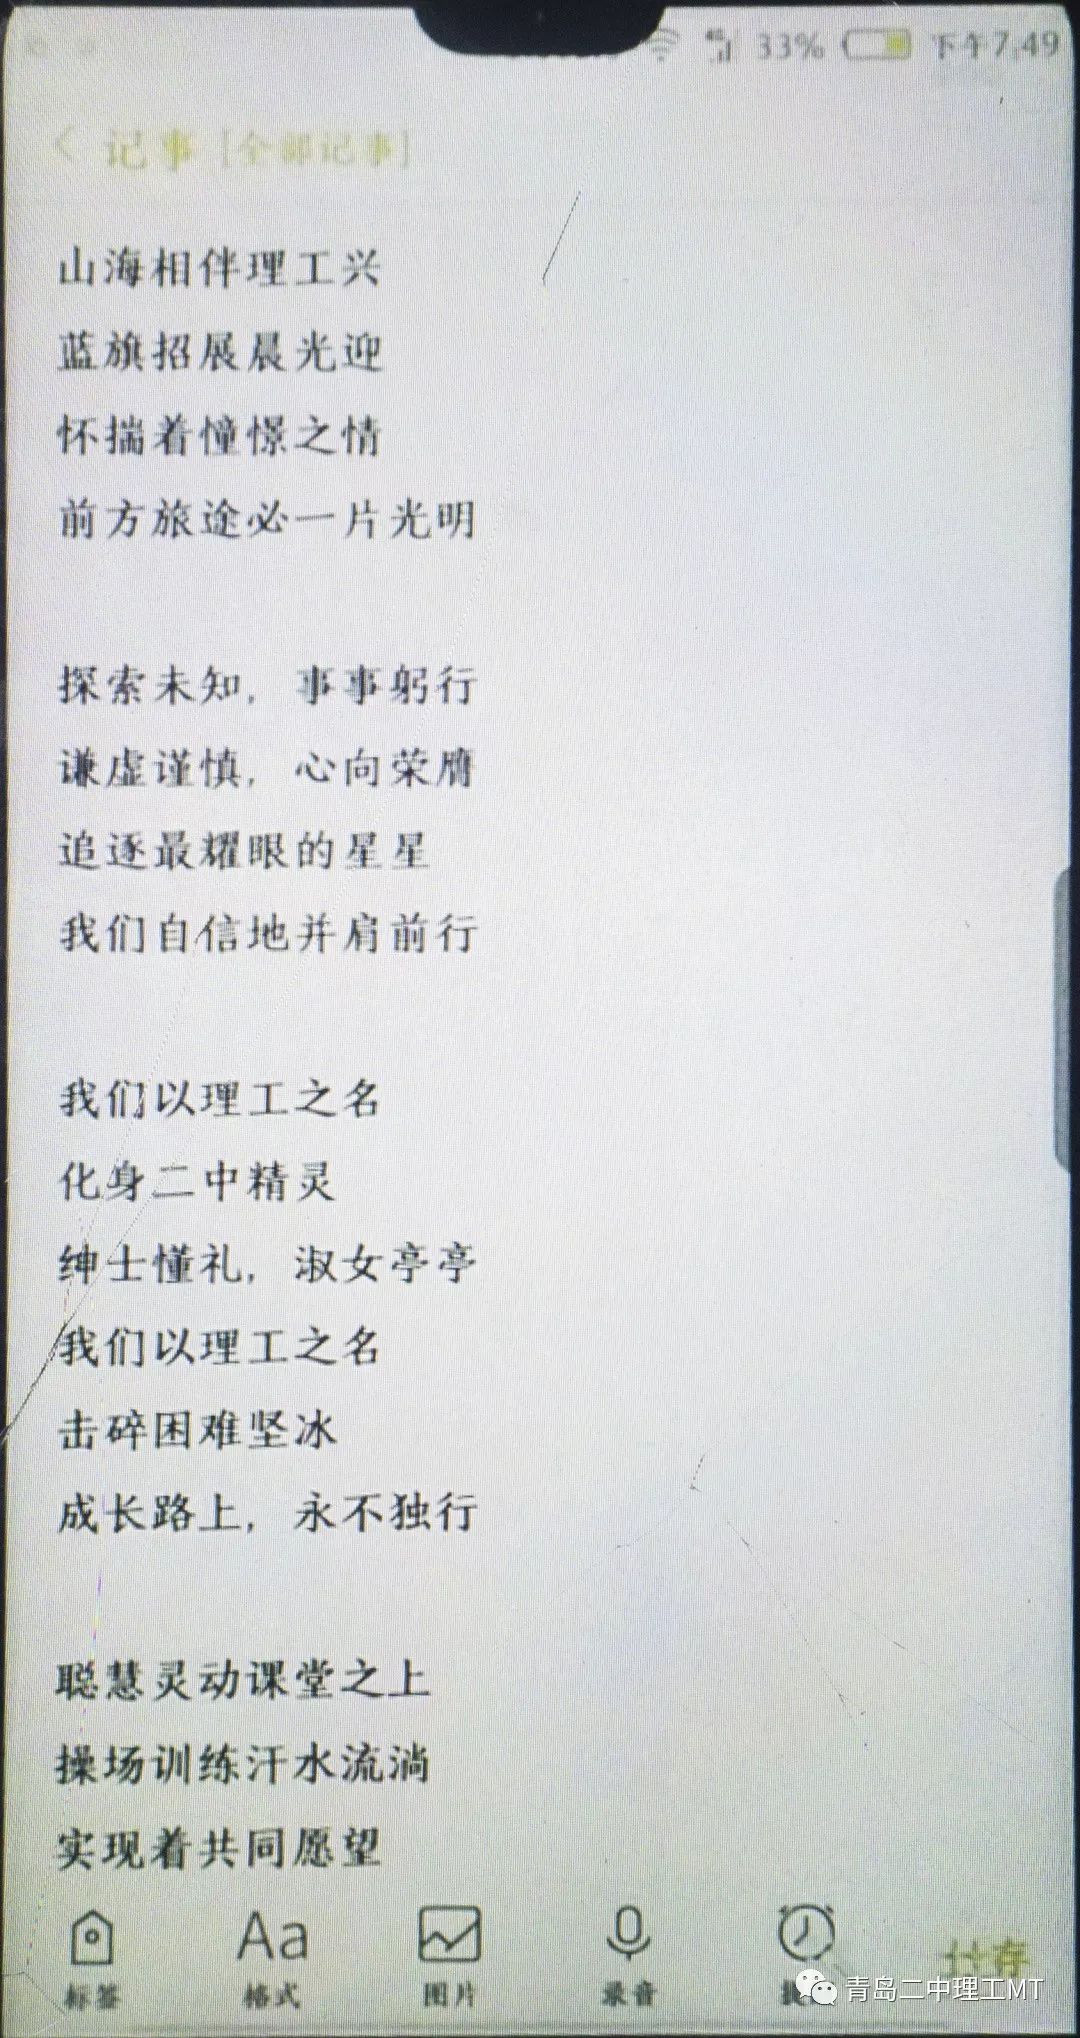 4G 33% 下午7:49
< 记事 [全部记事]
山海相伴理工兴
蓝旗招展晨光迎
怀揣着憧憬之情
前方旅途必一片光明
探索未知，事事躬行
谦虚谨慎，心向荣膺
追逐最耀眼的星星
我们自信地并肩前行
我们以理工之名
化身二中精灵
绅士懂礼，淑女亭亭
我们以理工之名
击碎困难坚冰
成长路上，永不独行
聪慧灵动课堂之上
操场训练汗水流淌
实现着共同愿望
Aa
标签 格式 图片 录音
青岛二中理工MT